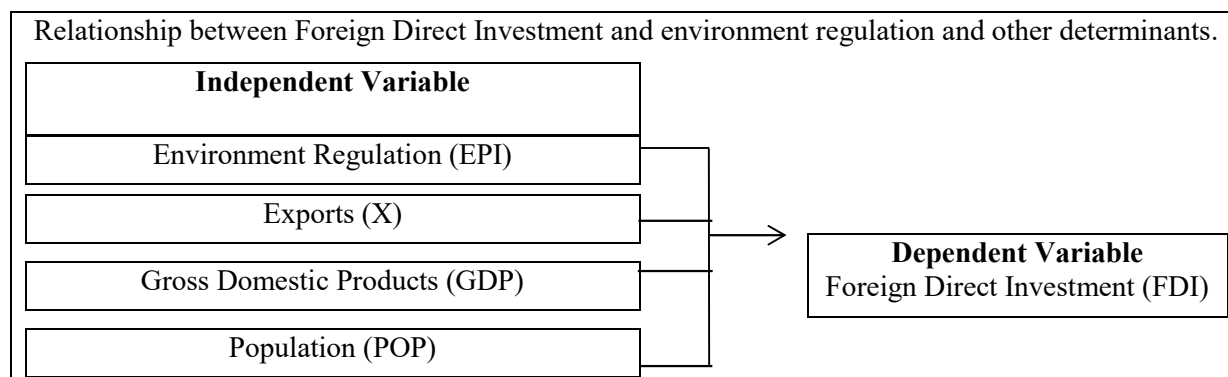 Relationship between Foreign Direct Investment and environment regulation and other determinants.
Independent Variable
Environment Regulation (EPI)
Exports (X)
Gross Domestic Products (GDP)
Population (POP)
Dependent Variable
Foreign Direct Investment (FDI)